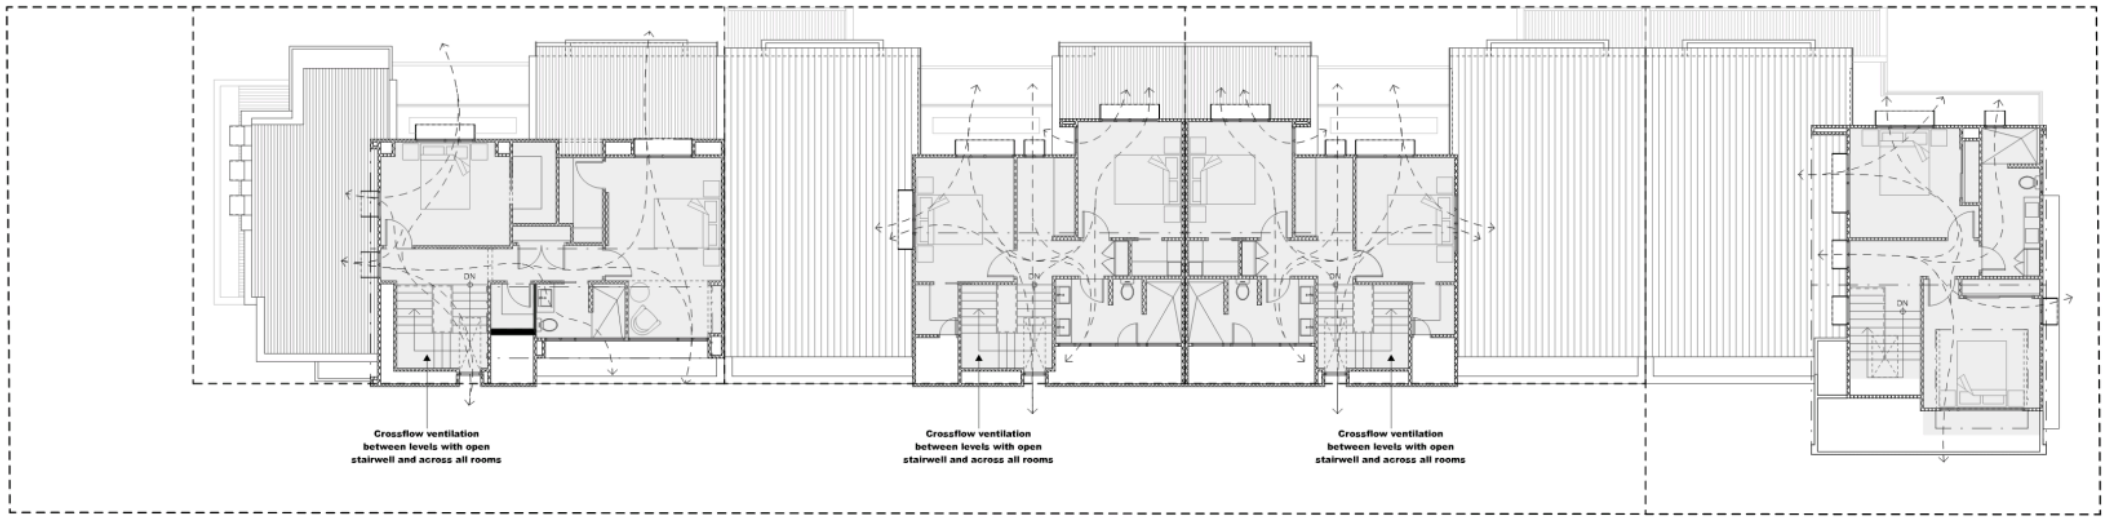 DN
DN
DN
DN
Crossflow ventilation
between levels with open
stairwell and across all rooms
Crossflow ventilation
between levels with open
stairwell and across all rooms
Crossflow ventilation
between levels with open
stairwell and across all rooms